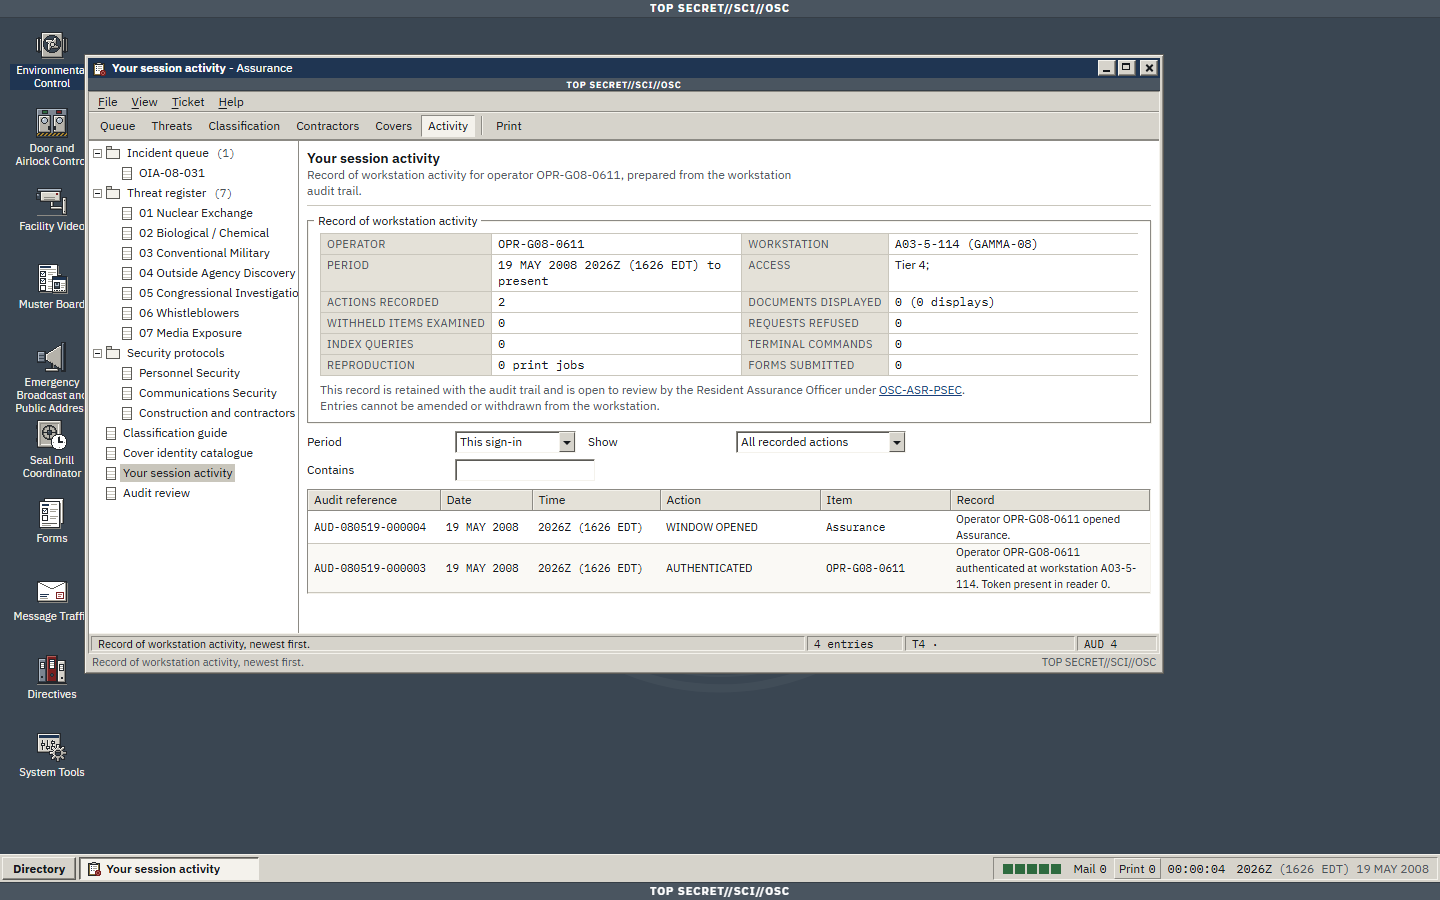 TOP SECRET//SCI//OSC
Environmenta
Control
Door and
Airlock Contro
Facility Video
Muster Board
Emergency
Broadcast and
Public Addres
Seal Drill
Coordinator
Forms
Message Traffi
Directives
System Tools
Your session activity - Assurance
TOP SECRET//SCI//OSC
File View Ticket Help
Queue Threats Classification Contractors Covers Activity Print
Incident queue (1)
OIA-08-031
Threat register (7)
01 Nuclear Exchange
02 Biological / Chemical
03 Conventional Military
04 Outside Agency Discovery
05 Congressional Investigatio
06 Whistleblowers
07 Media Exposure
Security protocols
Personnel Security
Communications Security
Construction and contractors
Classification guide
Cover identity catalogue
Your session activity
Audit review
Your session activity
Record of workstation activity for operator OPR-G08-0611, prepared from the workstation
audit trail.
Record of workstation activity
OPERATOR OPR-G08-0611 WORKSTATION A03-5-114 (GAMMA-08)
PERIOD 19 MAY 2008 2026Z (1626 EDT) to present ACCESS Tier 4;
ACTIONS RECORDED 2 DOCUMENTS DISPLAYED 0 (0 displays)
WITHHELD ITEMS EXAMINED 0 REQUESTS REFUSED 0
INDEX QUERIES 0 TERMINAL COMMANDS 0
REPRODUCTION 0 print jobs FORMS SUBMITTED 0
This record is retained with the audit trail and is open to review by the Resident Assurance Officer under OSC-ASR-PSEC.
Entries cannot be amended or withdrawn from the workstation.
Period This sign-in Show All recorded actions
Contains
Audit reference Date Time Action Item Record
AUD-080519-000004 19 MAY 2008 2026Z (1626 EDT) WINDOW OPENED Assurance Operator OPR-G08-0611 opened
Assurance.
AUD-080519-000003 19 MAY 2008 2026Z (1626 EDT) AUTHENTICATED OPR-G08-0611 Operator OPR-G08-0611
authenticated at workstation A03-5-
114. Token present in reader 0.
Record of workstation activity, newest first. 4 entries T4 · AUD 4
Record of workstation activity, newest first. TOP SECRET//SCI//OSC
Directory Your session activity Mail 0 Print 0 00:00:04 2026Z (1626 EDT) 19 MAY 2008
TOP SECRET//SCI//OSC